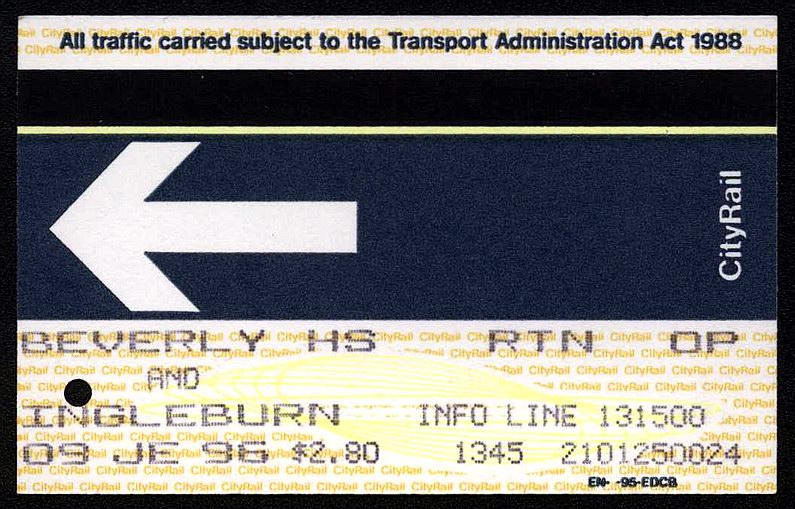 All traffic carried subject to the Transport Administration Act 1988
CityRail
BEVERLY HS RTN OP
AND
INGLEBURN INFO LINE 131500
09 JE 96 $2.80 1345 2101250024
EN- -95-EDCB